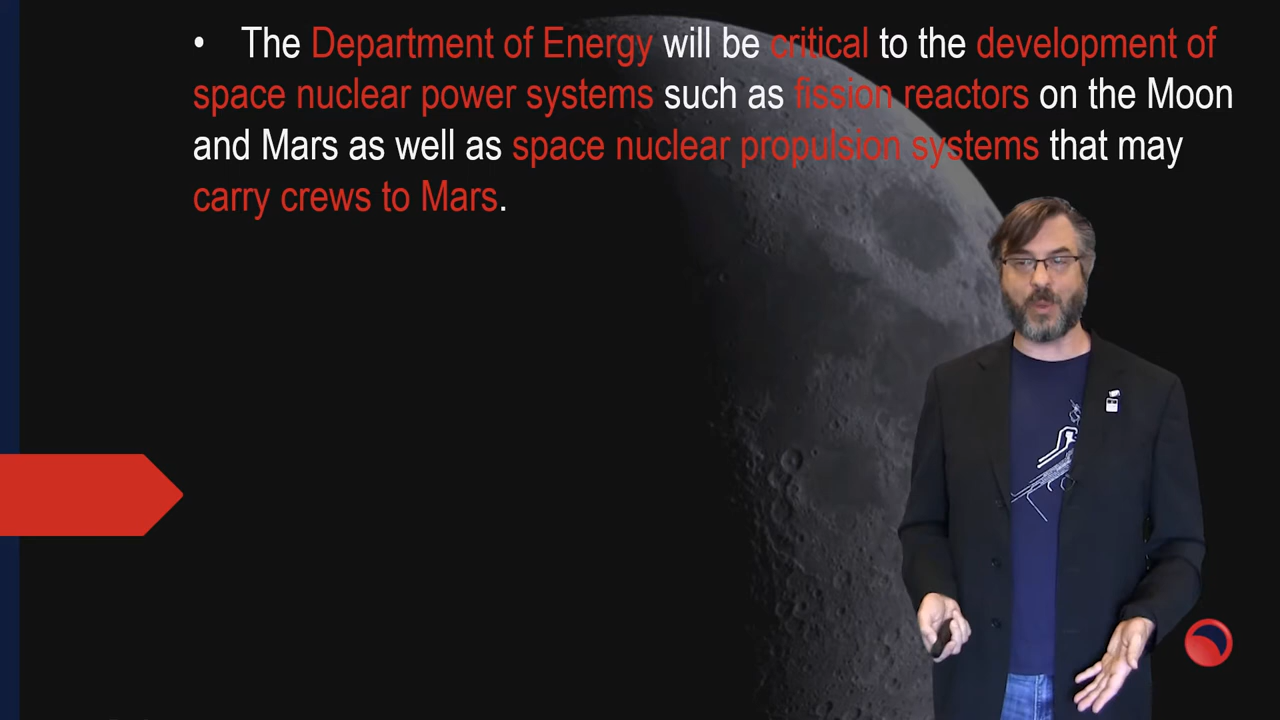 • The Department of Energy will be critical to the development of
space nuclear power systems such as fission reactors on the Moon
and Mars as well as space nuclear propulsion systems that may
carry crews to Mars.